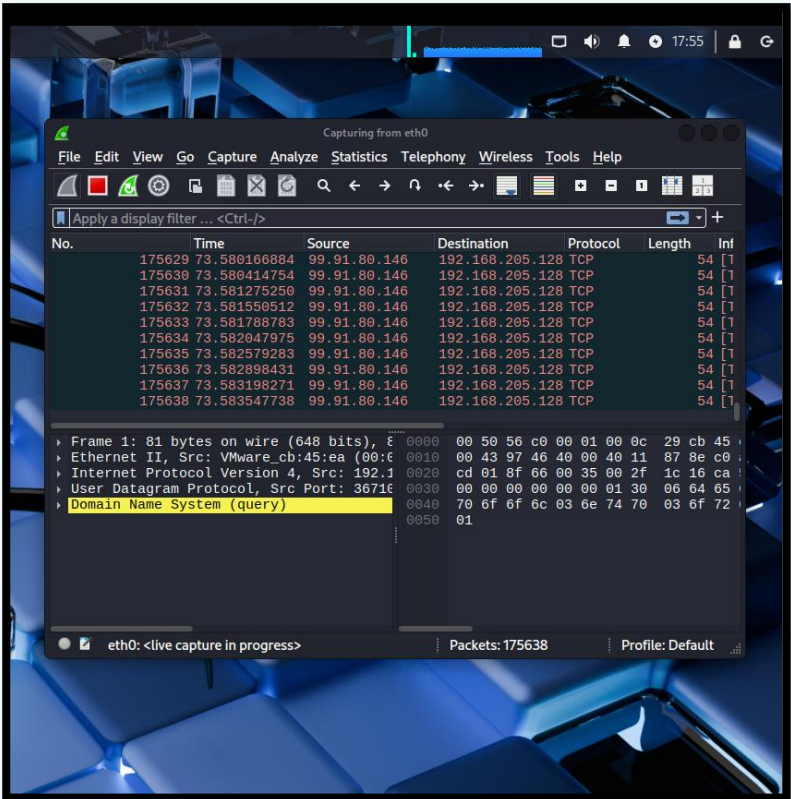 17:55
Capturing from eth0
File Edit View Go Capture Analyze Statistics Telephony Wireless Tools Help
Apply a display filter ... <Ctrl-/>
No. Time Source Destination Protocol Length Inf
175629 73.580166884 99.91.80.146 192.168.205.128 TCP 54 [T
175630 73.580414754 99.91.80.146 192.168.205.128 TCP 54 [T
175631 73.581275250 99.91.80.146 192.168.205.128 TCP 54 [T
175632 73.581550512 99.91.80.146 192.168.205.128 TCP 54 [T
175633 73.581788783 99.91.80.146 192.168.205.128 TCP 54 [T
175634 73.582047975 99.91.80.146 192.168.205.128 TCP 54 [T
175635 73.582579283 99.91.80.146 192.168.205.128 TCP 54 [T
175636 73.582898431 99.91.80.146 192.168.205.128 TCP 54 [T
175637 73.583198271 99.91.80.146 192.168.205.128 TCP 54 [T
175638 73.583547738 99.91.80.146 192.168.205.128 TCP 54 [T
Frame 1: 81 bytes on wire (648 bits), 8 0000 00 50 56 c0 00 01 00 0c 29 cb 45
Ethernet II, Src: VMware_cb:45:ea (00:0 0010 00 43 97 46 40 00 40 11 87 8e c0
Internet Protocol Version 4, Src: 192.1 0020 cd 01 8f 66 00 35 00 2f 1c 16 ca
User Datagram Protocol, Src Port: 36710 0030 00 00 00 00 00 00 01 30 06 64 65
Domain Name System (query) 0040 70 6f 6f 6c 03 6e 74 70 03 6f 72
0050 01
eth0: <live capture in progress> Packets: 175638 Profile: Default